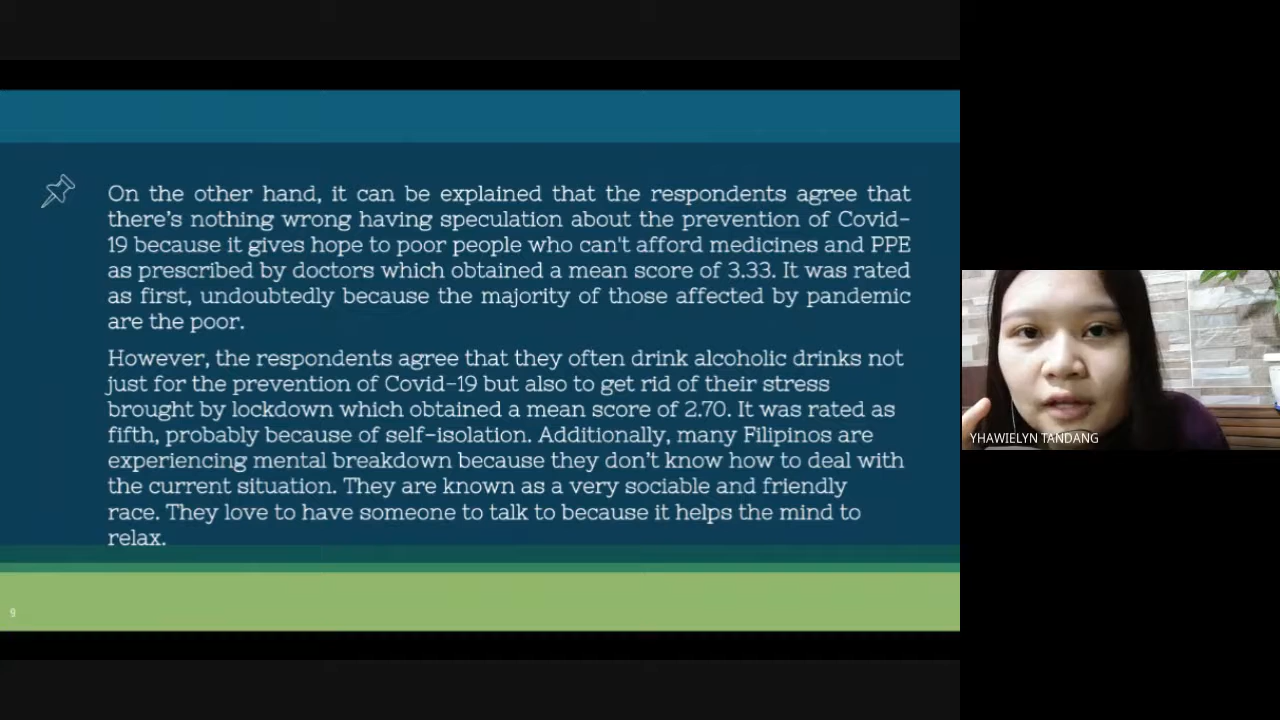 On the other hand, it can be explained that the respondents agree that
there's nothing wrong having speculation about the prevention of Covid-
19 because it gives hope to poor people who can't afford medicines and PPE
as prescribed by doctors which obtained a mean score of 3.33. It was rated
as first, undoubtedly because the majority of those affected by pandemic
are the poor.
However, the respondents agree that they often drink alcoholic drinks not
just for the prevention of Covid-19 but also to get rid of their stress
brought by lockdown which obtained a mean score of 2.70. It was rated as
fifth, probably because of self-isolation. Additionally, many Filipinos are
experiencing mental breakdown because they don't know how to deal with
the current situation. They are known as a very sociable and friendly
race. They love to have someone to talk to because it helps the mind to
relax.
9
YHAWIELYN TANDANG